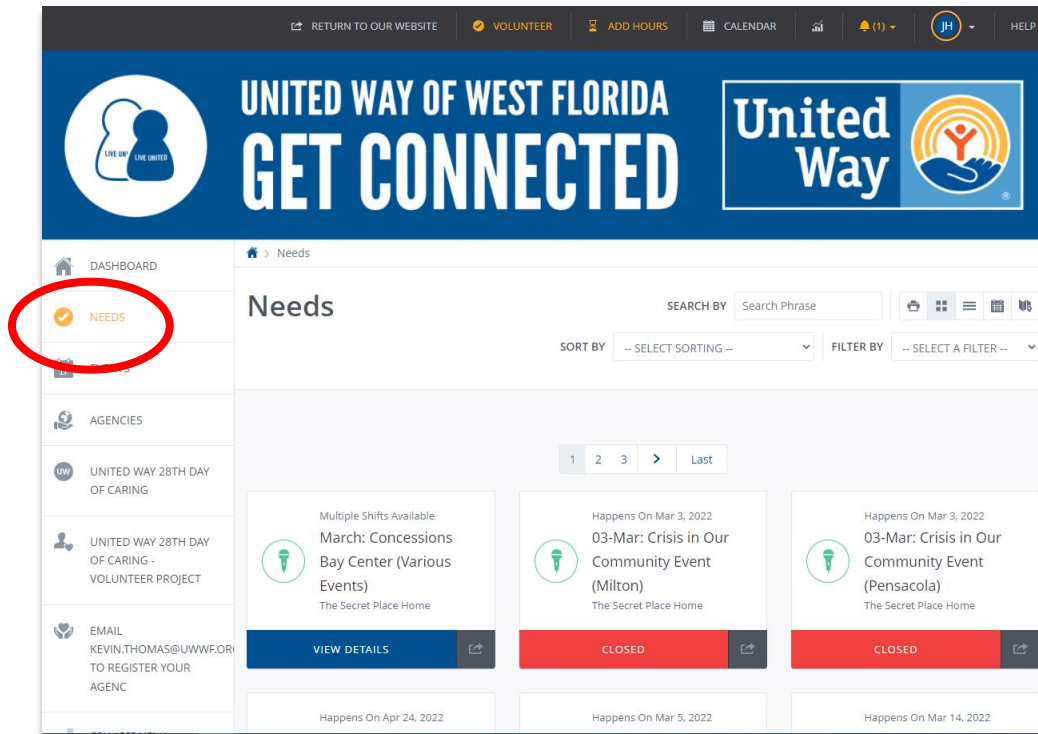 RETURN TO OUR WEBSITE VOLUNTEER ADD HOURS CALENDAR (1) JH HELP
UNITED WAY OF WEST FLORIDA
GET CONNECTED
LIVE UNITED
United
Way
®
DASHBOARD
NEEDS
AGENCIES
UW UNITED WAY 28TH DAY
OF CARING
UNITED WAY 28TH DAY
OF CARING -
VOLUNTEER PROJECT
EMAIL
KEVIN.THOMAS@UWWF.OR
TO REGISTER YOUR
AGENC
> Needs
Needs
SEARCH BY Search Phrase
SORT BY -- SELECT SORTING --
FILTER BY -- SELECT A FILTER --
1 2 3 > Last
Multiple Shifts Available
March: Concessions
Bay Center (Various
Events)
The Secret Place Home
VIEW DETAILS
Happens On Mar 3, 2022
03-Mar: Crisis in Our
Community Event
(Milton)
The Secret Place Home
CLOSED
Happens On Mar 3, 2022
03-Mar: Crisis in Our
Community Event
(Pensacola)
The Secret Place Home
CLOSED
Happens On Apr 24, 2022
Happens On Mar 5, 2022
Happens On Mar 14, 2022